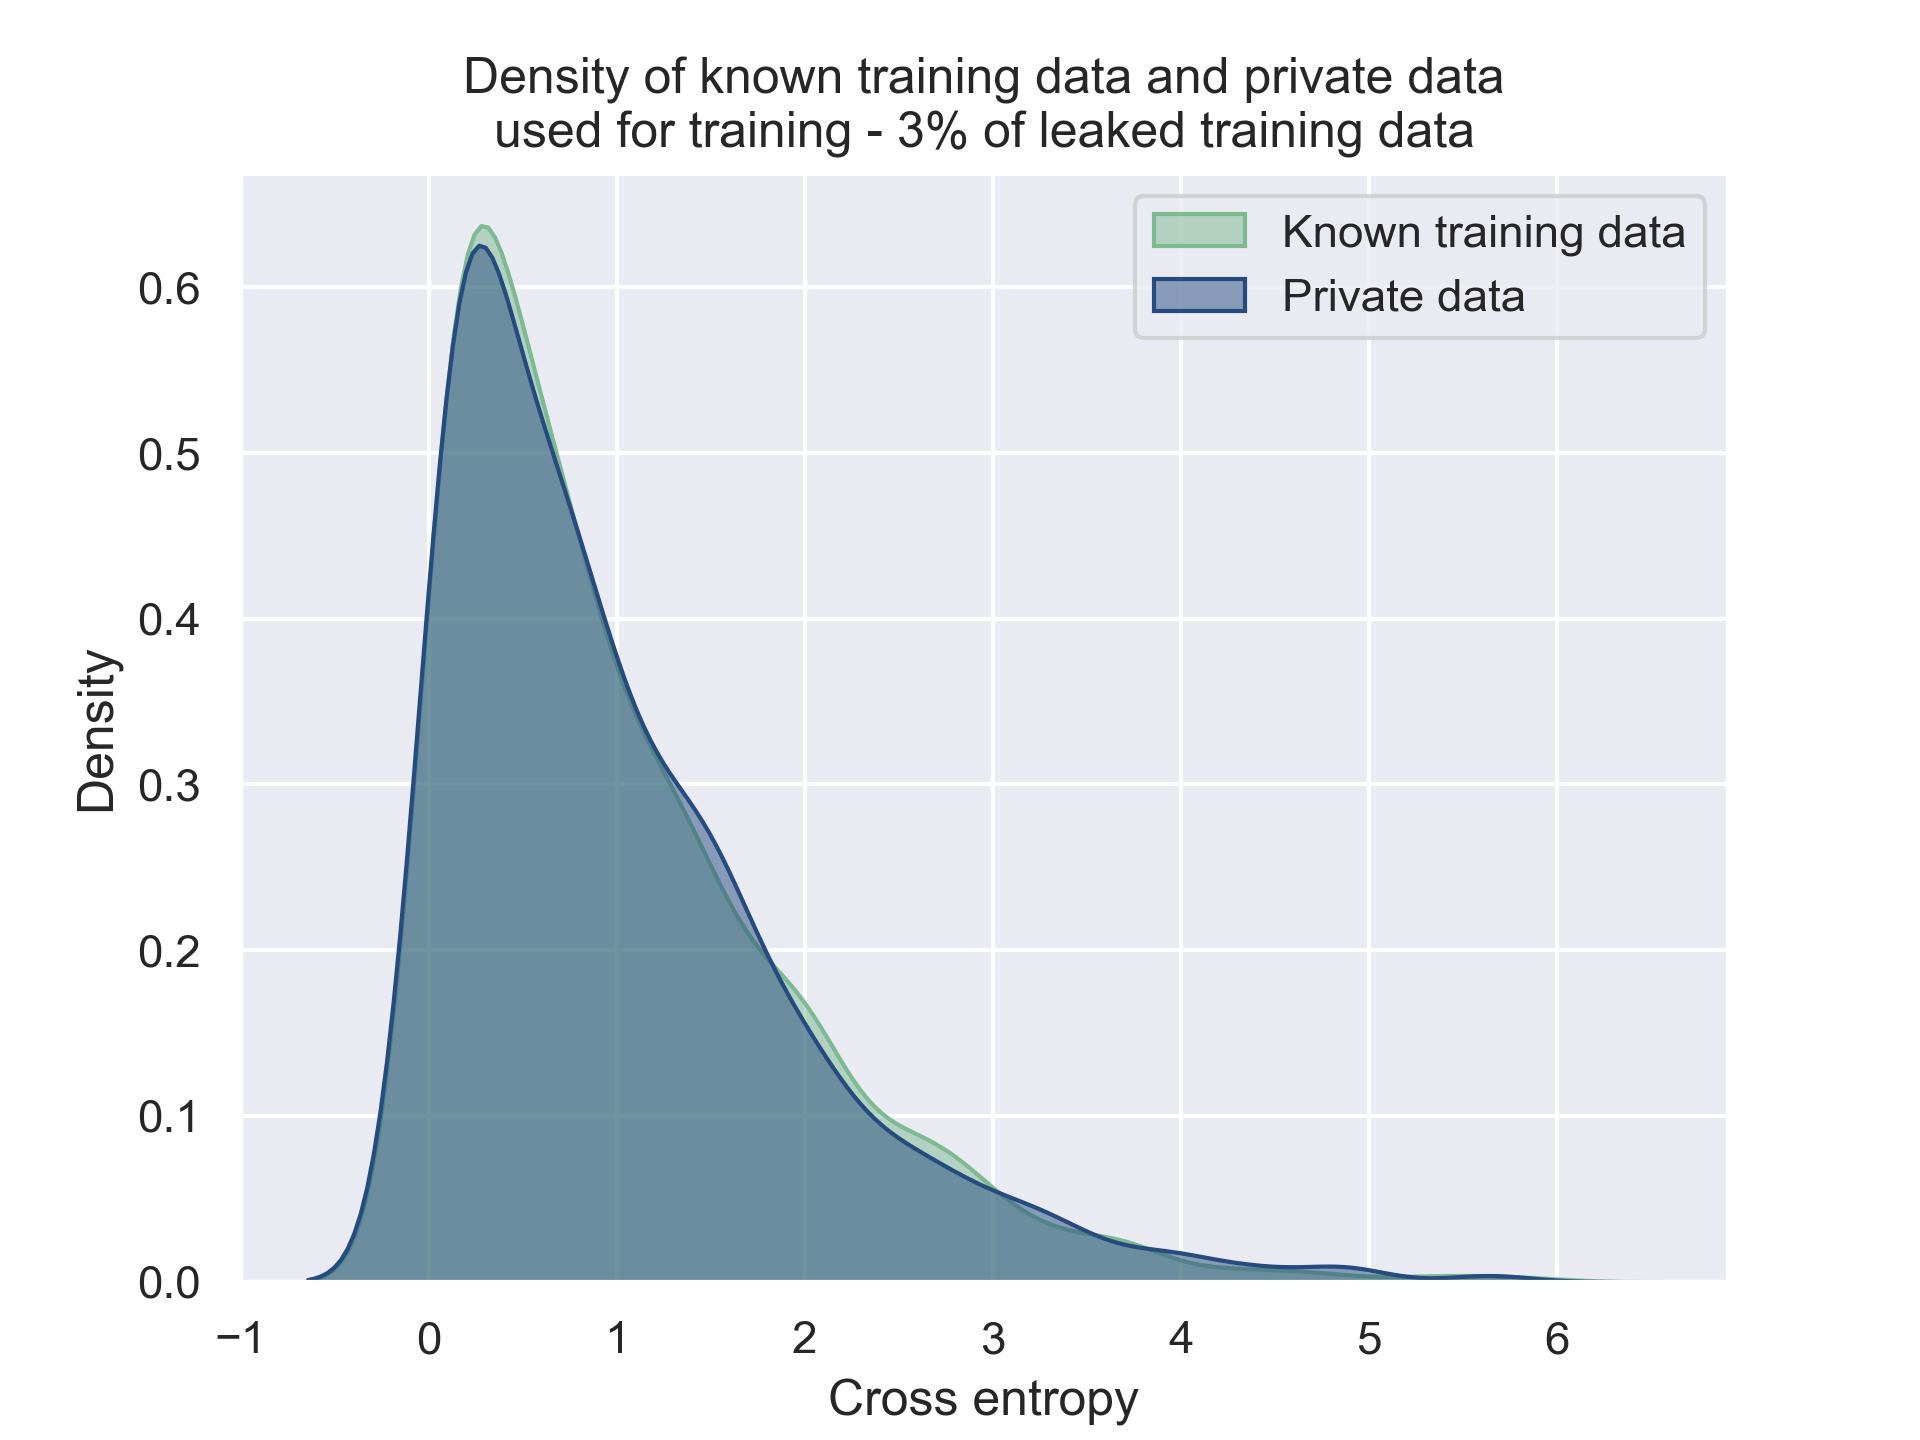 Density of known training data and private data
used for training - 3% of leaked training data
Known training data
Private data
0.6
0.5
0.4
0.3
0.2
0.1
0.0
Density
−1 0 1 2 3 4 5 6
Cross entropy